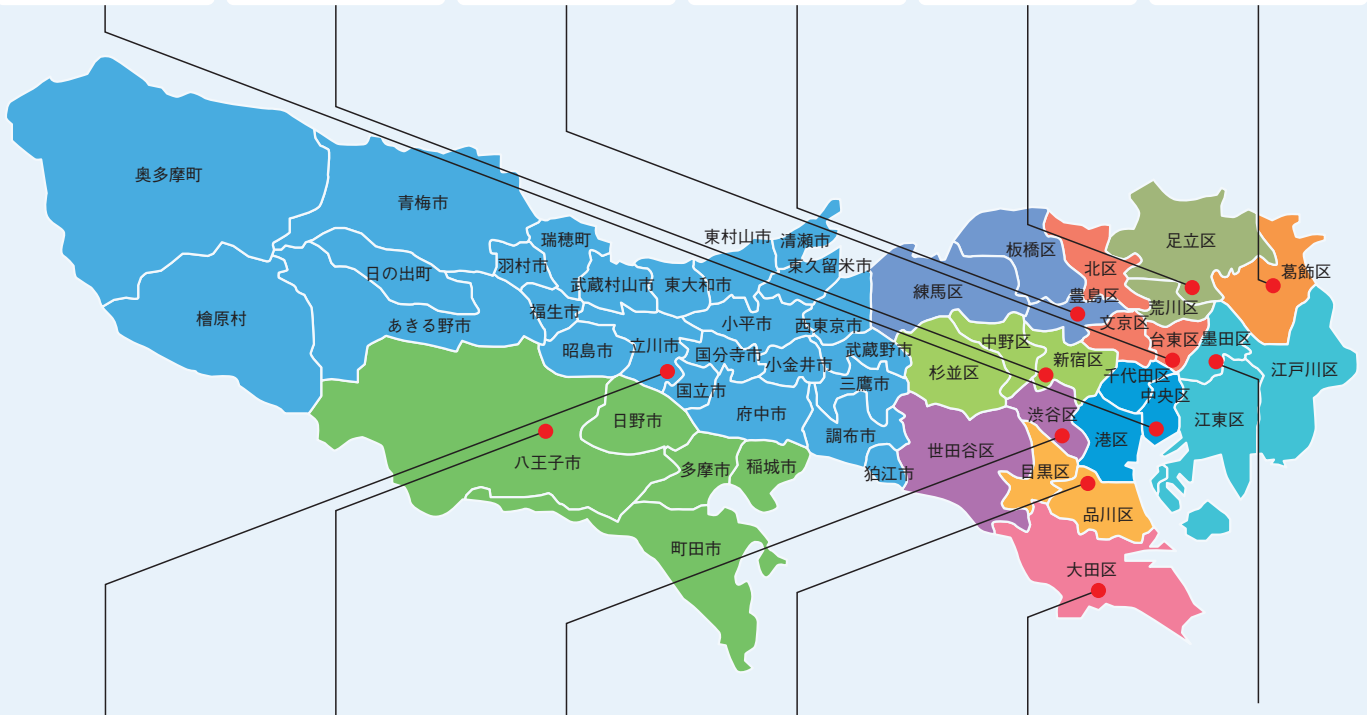 奥多摩町
青梅市
瑞穂町
日の出町
羽村市
檜原村
あきる野市
福生市
武蔵村山市
東大和市
東村山市
清瀬市
東久留米市
昭島市
立川市
小平市
西東京市
国分寺市
小金井市
武蔵野市
国立市
三鷹市
府中市
調布市
狛江市
日野市
八王子市
多摩市
稲城市
町田市
練馬区
板橋区
北区
足立区
葛飾区
豊島区
荒川区
文京区
台東区
墨田区
中野区
新宿区
杉並区
千代田区
中央区
江戸川区
江東区
渋谷区
港区
世田谷区
目黒区
品川区
大田区